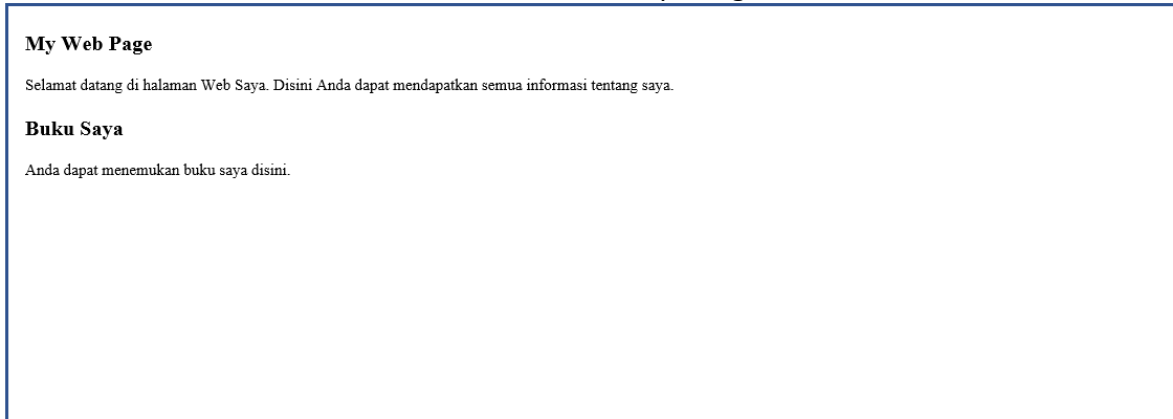 My Web Page
Selamat datang di halaman Web Saya. Disini Anda dapat mendapatkan semua informasi tentang saya.
Buku Saya
Anda dapat menemukan buku saya disini.